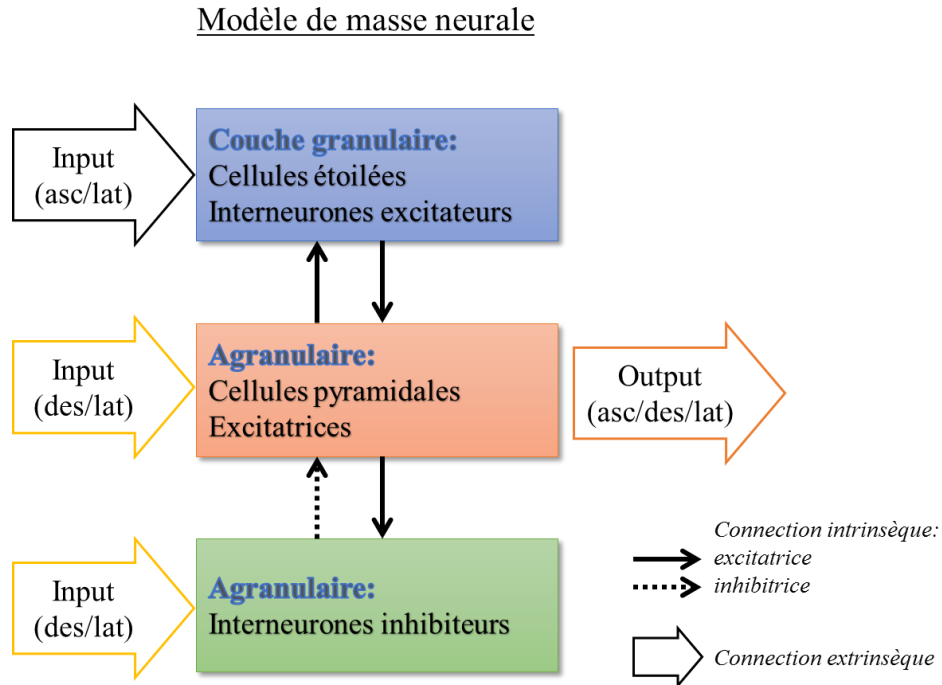 Modèle de masse neurale
Input
(asc/lat)
Couche granulaire:
Cellules étoilées
Interneurones excitateurs
Input
(des/lat)
Agranulaire:
Cellules pyramidales
Excitatrices
Output
(asc/des/lat)
Input
(des/lat)
Agranulaire:
Interneurones inhibiteurs
Connection intrinsèque:
excitatrice
inhibitrice
Connection extrinsèque